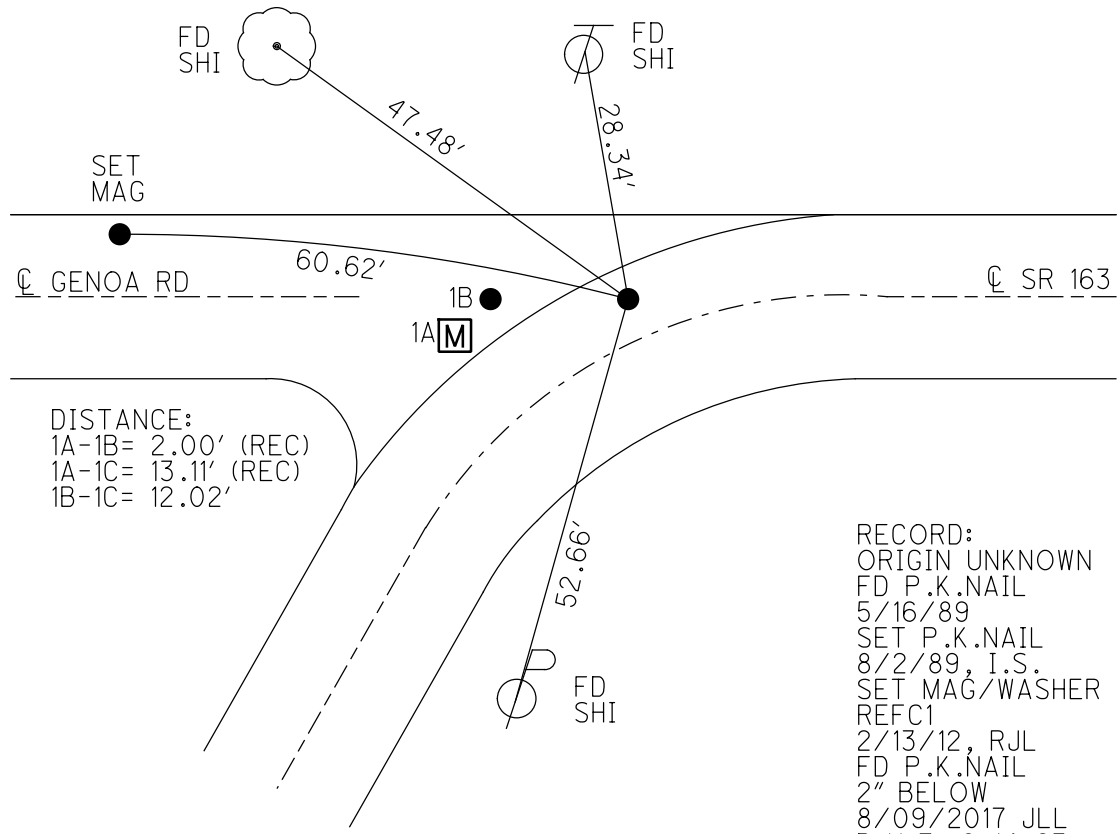 FD
SHI
FD
SHI
47.48'
28.34'
SET
MAG
60.62'
℄ GENOA RD
℄ SR 163
1B
1A M
DISTANCE:
1A-1B= 2.00' (REC)
1A-1C= 13.11' (REC)
1B-1C= 12.02'
52.66'
FD
SHI
RECORD:
ORIGIN UNKNOWN
FD P.K.NAIL
5/16/89
SET P.K.NAIL
8/2/89, I.S.
SET MAG/WASHER
REFC1
2/13/12, RJL
FD P.K.NAIL
2" BELOW
8/09/2017 JLL